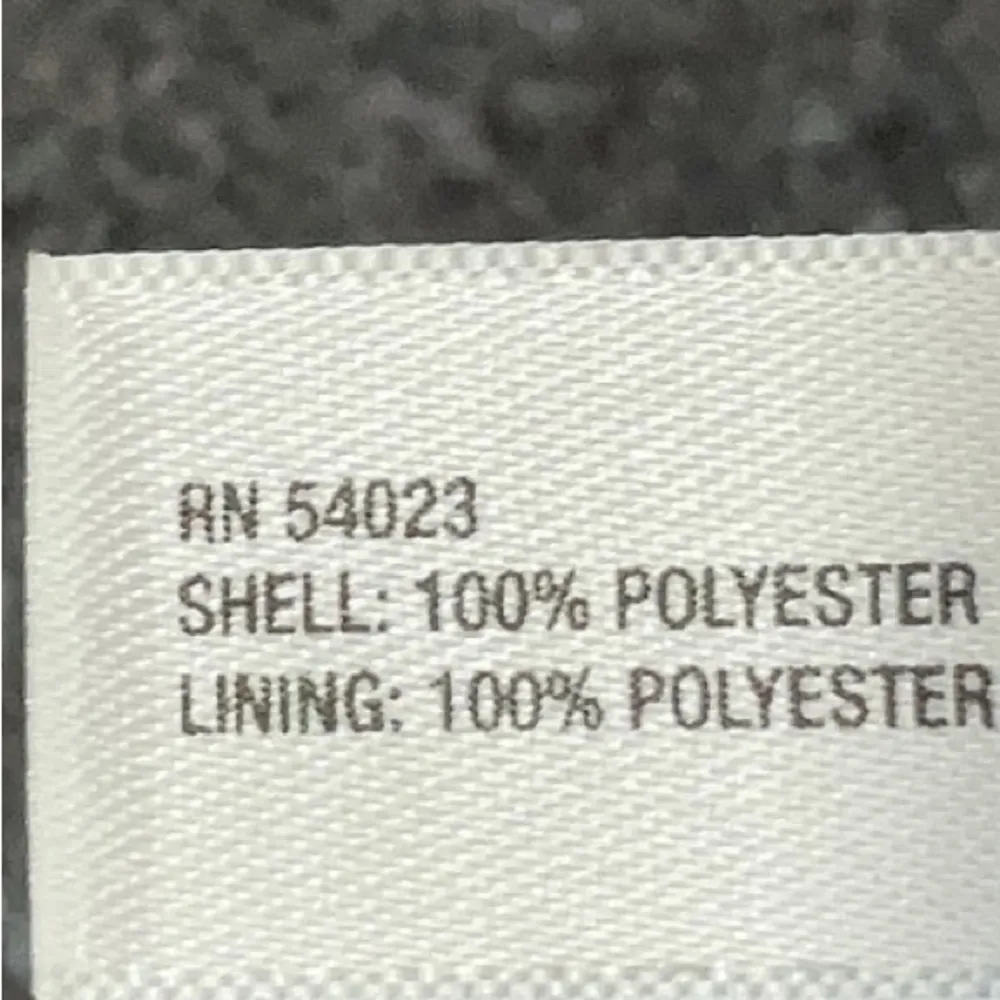 RN 54023
SHELL: 100% POLYESTER
LINING: 100% POLYESTER